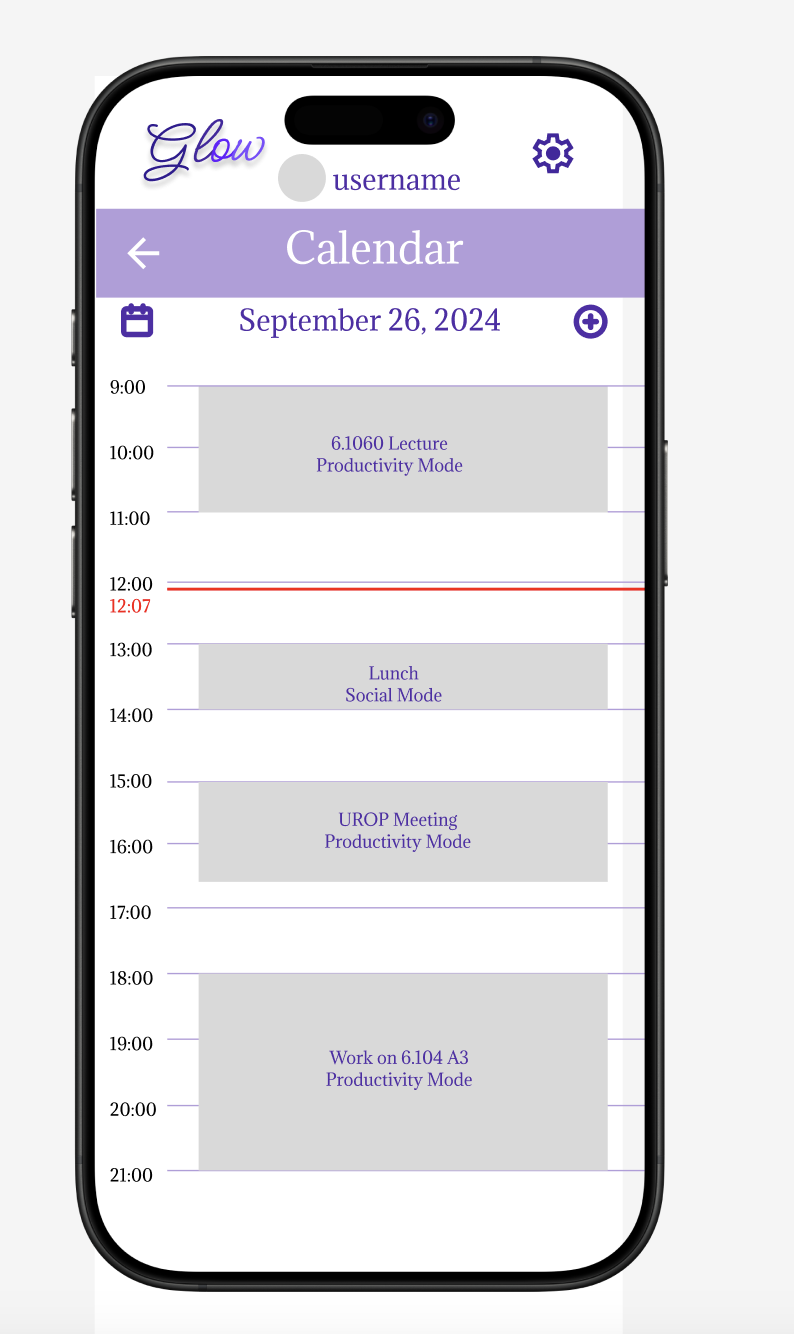 Glow
username
Calendar
September 26, 2024
9:00
6.1060 Lecture
10:00
Productivity Mode
11:00
12:00
12:07
13:00
Lunch
Social Mode
14:00
15:00
UROP Meeting
Productivity Mode
16:00
17:00
18:00
19:00
Work on 6.104 A3
Productivity Mode
20:00
21:00